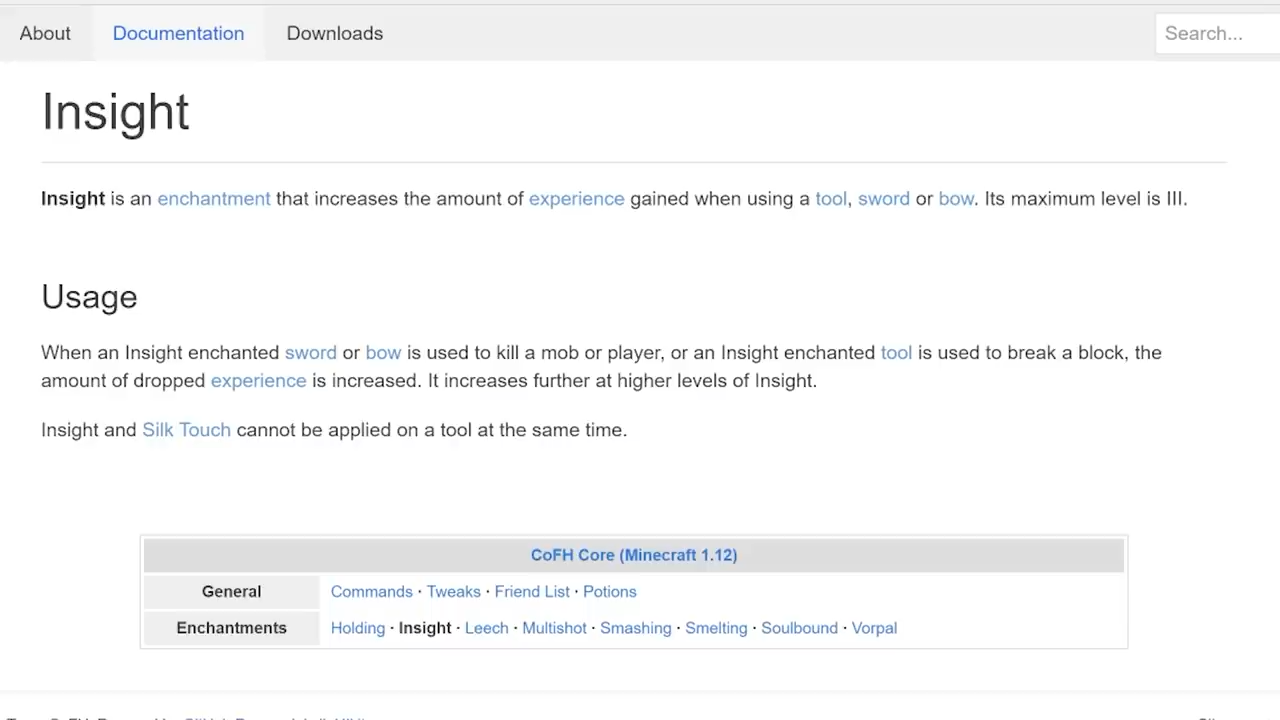 About Documentation Downloads Search...
Insight
Insight is an enchantment that increases the amount of experience gained when using a tool, sword or bow. Its maximum level is III.
Usage
When an Insight enchanted sword or bow is used to kill a mob or player, or an Insight enchanted tool is used to break a block, the
amount of dropped experience is increased. It increases further at higher levels of Insight.
Insight and Silk Touch cannot be applied on a tool at the same time.
CoFH Core (Minecraft 1.12)
General Commands · Tweaks · Friend List · Potions
Enchantments Holding · Insight · Leech · Multishot · Smashing · Smelting · Soulbound · Vorpal